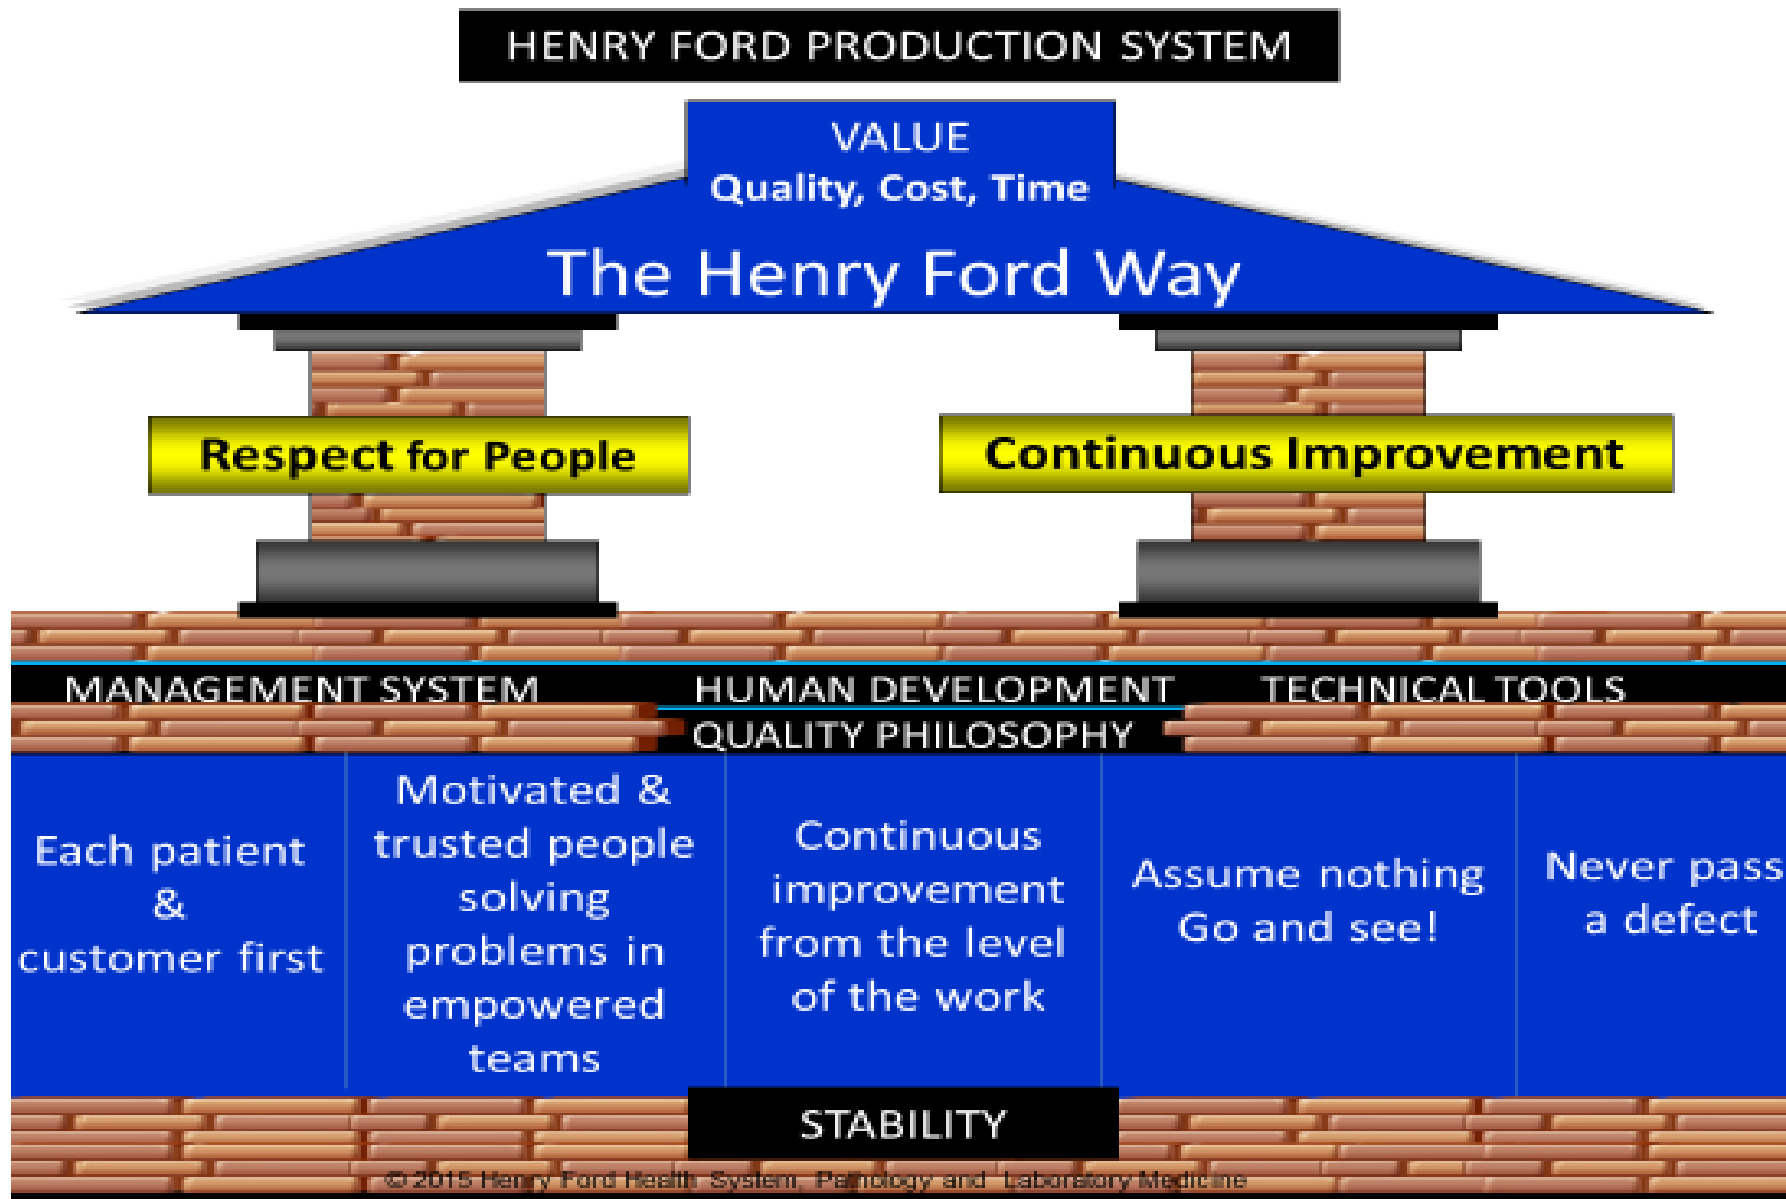 HENRY FORD PRODUCTION SYSTEM
VALUE
Quality, Cost, Time
The Henry Ford Way
Respect for People
Continuous Improvement
MANAGEMENT SYSTEM
HUMAN DEVELOPMENT
TECHNICAL TOOLS
QUALITY PHILOSOPHY
Each patient
&
customer first
Motivated &
trusted people
solving
problems in
empowered
teams
Continuous
improvement
from the level
of the work
Assume nothing
Go and see!
Never pass
a defect
STABILITY
© 2015 Henry Ford Health System, Pathology and Laboratory Medicine